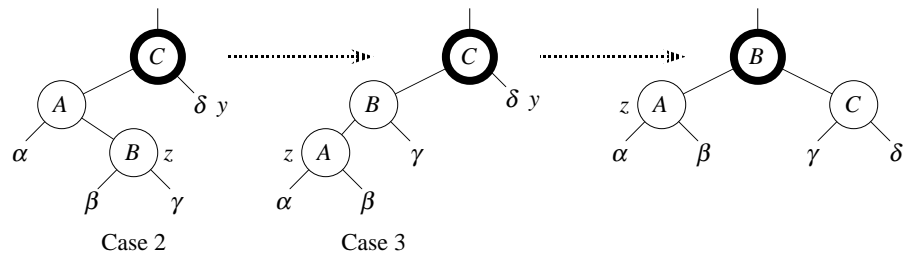 C C B
A δ y B δ y z A C
α B z z A γ α β γ δ
β γ α β
Case 2 Case 3